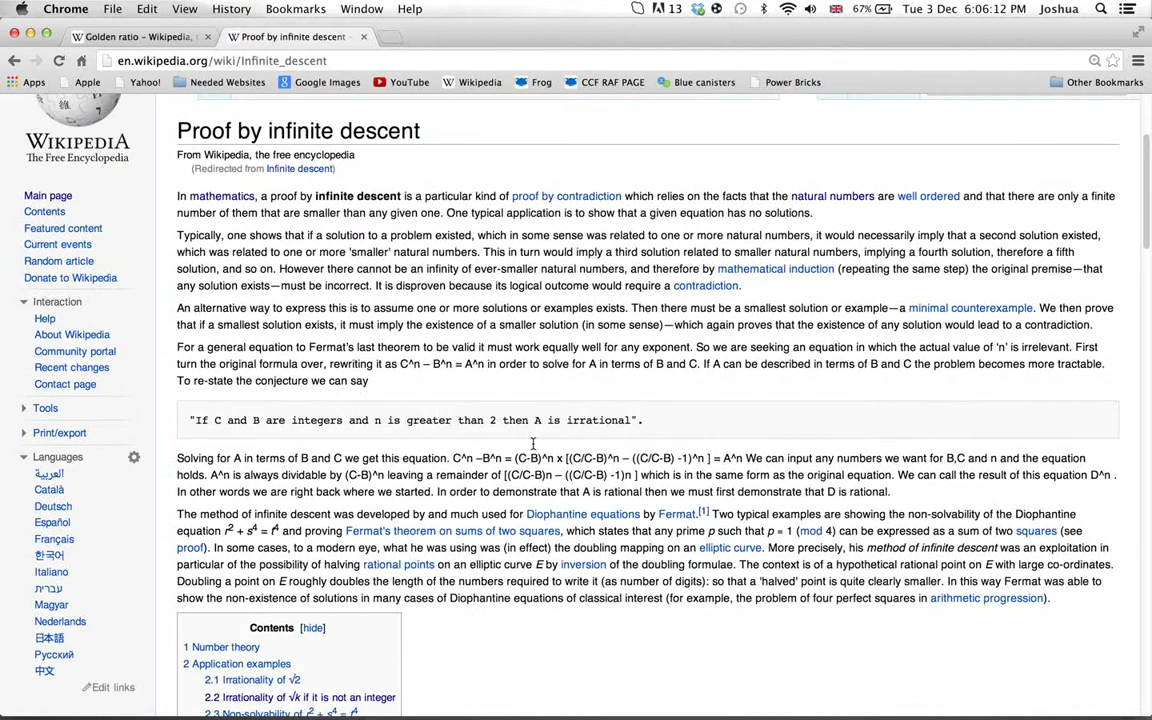 Chrome File Edit View History Bookmarks Window Help 13 67% Tue 3 Dec 6:06:12 PM Joshua
Golden ratio – Wikipedia, Proof by infinite descent -
en.wikipedia.org/wiki/Infinite_descent
Apps Apple Yahoo! Needed Websites Google Images YouTube Wikipedia Frog CCF RAF PAGE Blue canisters Power Bricks Other Bookmarks
WIKIPEDIA
The Free Encyclopedia
Main page
Contents
Featured content
Current events
Random article
Donate to Wikipedia
Interaction
Help
About Wikipedia
Community portal
Recent changes
Contact page
Tools
Print/export
Languages
العربية
Català
Deutsch
Español
Français
한국어
Italiano
עברית
Magyar
Nederlands
日本語
Русский
中文
Edit links
Proof by infinite descent
From Wikipedia, the free encyclopedia
(Redirected from Infinite descent)
In mathematics, a proof by infinite descent is a particular kind of proof by contradiction which relies on the facts that the natural numbers are well ordered and that there are only a finite
number of them that are smaller than any given one. One typical application is to show that a given equation has no solutions.
Typically, one shows that if a solution to a problem existed, which in some sense was related to one or more natural numbers, it would necessarily imply that a second solution existed,
which was related to one or more 'smaller' natural numbers. This in turn would imply a third solution related to smaller natural numbers, implying a fourth solution, therefore a fifth
solution, and so on. However there cannot be an infinity of ever-smaller natural numbers, and therefore by mathematical induction (repeating the same step) the original premise—that
any solution exists—must be incorrect. It is disproven because its logical outcome would require a contradiction.
An alternative way to express this is to assume one or more solutions or examples exists. Then there must be a smallest solution or example—a minimal counterexample. We then prove
that if a smallest solution exists, it must imply the existence of a smaller solution (in some sense)—which again proves that the existence of any solution would lead to a contradiction.
For a general equation to Fermat's last theorem to be valid it must work equally well for any exponent. So we are seeking an equation in which the actual value of 'n' is irrelevant. First
turn the original formula over, rewriting it as C^n – B^n = A^n in order to solve for A in terms of B and C. If A can be described in terms of B and C the problem becomes more tractable.
To re-state the conjecture we can say
"If C and B are integers and n is greater than 2 then A is irrational".
Solving for A in terms of B and C we get this equation. C^n –B^n = (C-B)^n x [(C/C-B)^n – ((C/C-B) -1)^n ] = A^n We can input any numbers we want for B,C and n and the equation
holds. A^n is always dividable by (C-B)^n leaving a remainder of [(C/C-B)n – ((C/C-B) -1)n ] which is in the same form as the original equation. We can call the result of this equation D^n .
In other words we are right back where we started. In order to demonstrate that A is rational then we must first demonstrate that D is rational.
The method of infinite descent was developed by and much used for Diophantine equations by Fermat.[1] Two typical examples are showing the non-solvability of the Diophantine
equation r² + s⁴ = t⁴ and proving Fermat's theorem on sums of two squares, which states that any prime p such that p = 1 (mod 4) can be expressed as a sum of two squares (see
proof). In some cases, to a modern eye, what he was using was (in effect) the doubling mapping on an elliptic curve. More precisely, his method of infinite descent was an exploitation in
particular of the possibility of halving rational points on an elliptic curve E by inversion of the doubling formulae. The context is of a hypothetical rational point on E with large co-ordinates.
Doubling a point on E roughly doubles the length of the numbers required to write it (as number of digits): so that a 'halved' point is quite clearly smaller. In this way Fermat was able to
show the non-existence of solutions in many cases of Diophantine equations of classical interest (for example, the problem of four perfect squares in arithmetic progression).
Contents [hide]
1 Number theory
2 Application examples
2.1 Irrationality of √2
2.2 Irrationality of √k if it is not an integer
2.3 Non-solvability of r² + s⁴ = t⁴